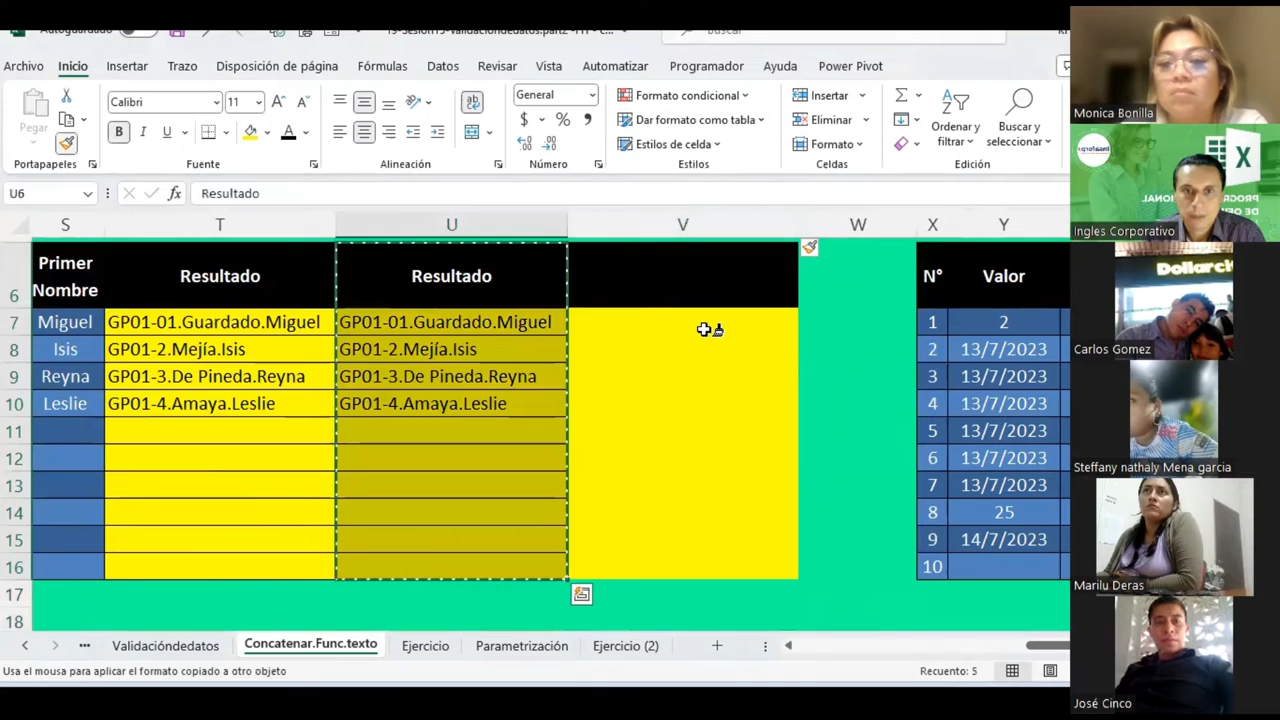 Autoguardado
Buscar
Archivo Inicio Insertar Trazo Disposición de página Fórmulas Datos Revisar Vista Automatizar Programador Ayuda Power Pivot
Pegar
Calibri 11
N K S
ab
General
$ % 
Formato condicional
Dar formato como tabla
Estilos de celda
Insertar
Eliminar
Formato
Ordenar y filtrar
Buscar y seleccionar
Portapapeles Fuente Alineación Número Estilos Celdas Edición
U6 fx Resultado
S T U V W X Y
6 Primer Nombre Resultado Resultado N° Valor
7 Miguel GP01-01.Guardado.Miguel GP01-01.Guardado.Miguel 1 2
8 Isis GP01-2.Mejía.Isis GP01-2.Mejía.Isis 2 13/7/2023
9 Reyna GP01-3.De Pineda.Reyna GP01-3.De Pineda.Reyna 3 13/7/2023
10 Leslie GP01-4.Amaya.Leslie GP01-4.Amaya.Leslie 4 13/7/2023
11 5 13/7/2023
12 6 13/7/2023
13 7 13/7/2023
14 8 25
15 9 14/7/2023
16 10
17
18
Validacióndedatos Concatenar.Func.texto Ejercicio Parametrización Ejercicio (2)
Usa el mouse para aplicar el formato copiado a otro objeto
Recuento: 5
Monica Bonilla
Ingles Corporativo
Dollarc
Carlos Gomez
Steffany nathaly Mena garcia
Marilu Deras
José Cinco